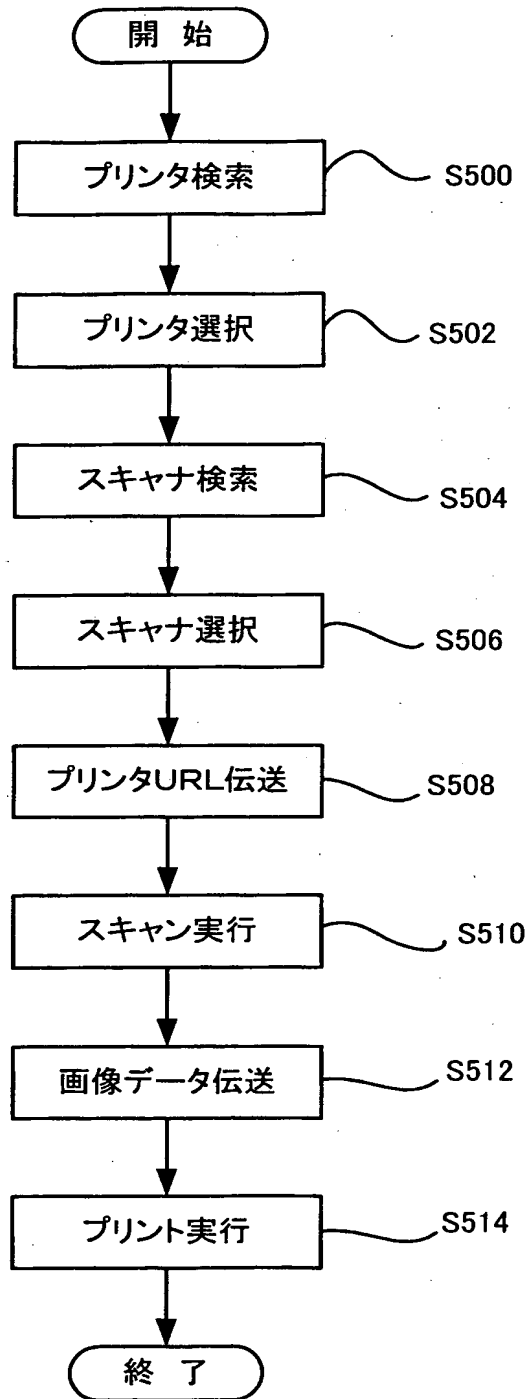 開 始
プリンタ検索
S500
プリンタ選択
S502
スキャナ検索
S504
スキャナ選択
S506
プリンタURL伝送
S508
スキャン実行
S510
画像データ伝送
S512
プリント実行
S514
終 了